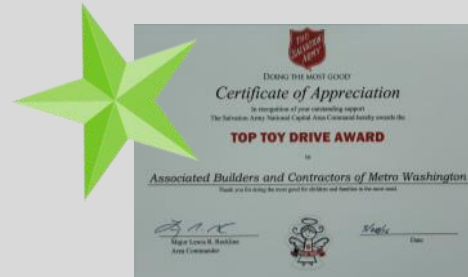 THE
SALVATION
ARMY
DOING THE MOST GOOD
Certificate of Appreciation
In recognition of your outstanding support
The Salvation Army National Capital Area Command hereby awards the
TOP TOY DRIVE AWARD
to
Associated Builders and Contractors of Metro Washington
Thank you for doing the most good for children and families in the most need.
Major Lewis R. Reckline
Area Commander
Date